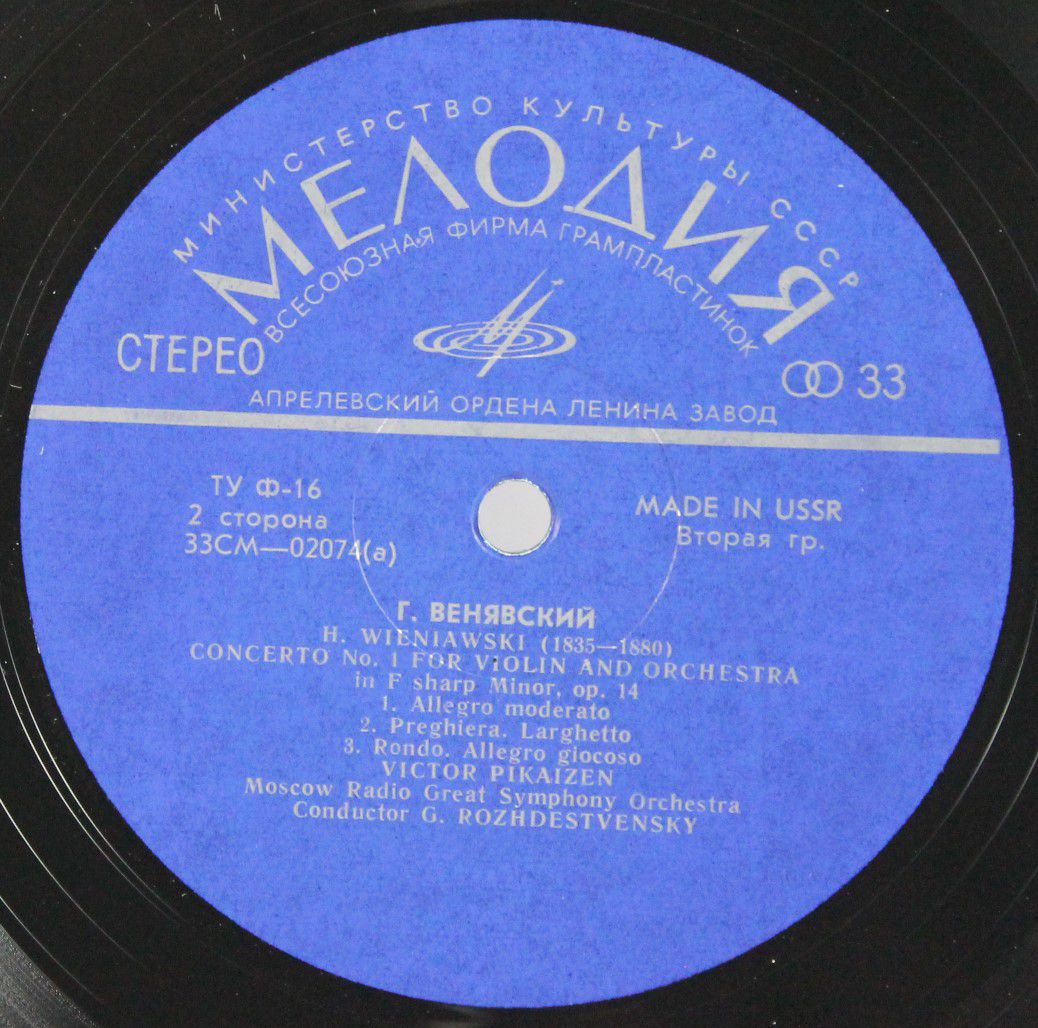 МИНИСТЕРСТВО КУЛЬТУРЫ СССР
МЕЛОДИЯ
ВСЕСОЮЗНАЯ ФИРМА ГРАМПЛАСТИНОК
СТЕРЕО
33
АПРЕЛЕВСКИЙ ОРДЕНА ЛЕНИНА ЗАВОД
ТУ Ф-16
2 сторона
33СМ—02074(а)
MADE IN USSR
Вторая гр.
Г. ВЕНЯВСКИЙ
H. WIENIAWSKI (1835—1880)
CONCERTO No. 1 FOR VIOLIN AND ORCHESTRA
in F sharp Minor, op. 14
1. Allegro moderato
2. Preghiera. Larghetto
3. Rondo. Allegro giocoso
VICTOR PIKAIZEN
Moscow Radio Great Symphony Orchestra
Conductor G. ROZHDESTVENSKY